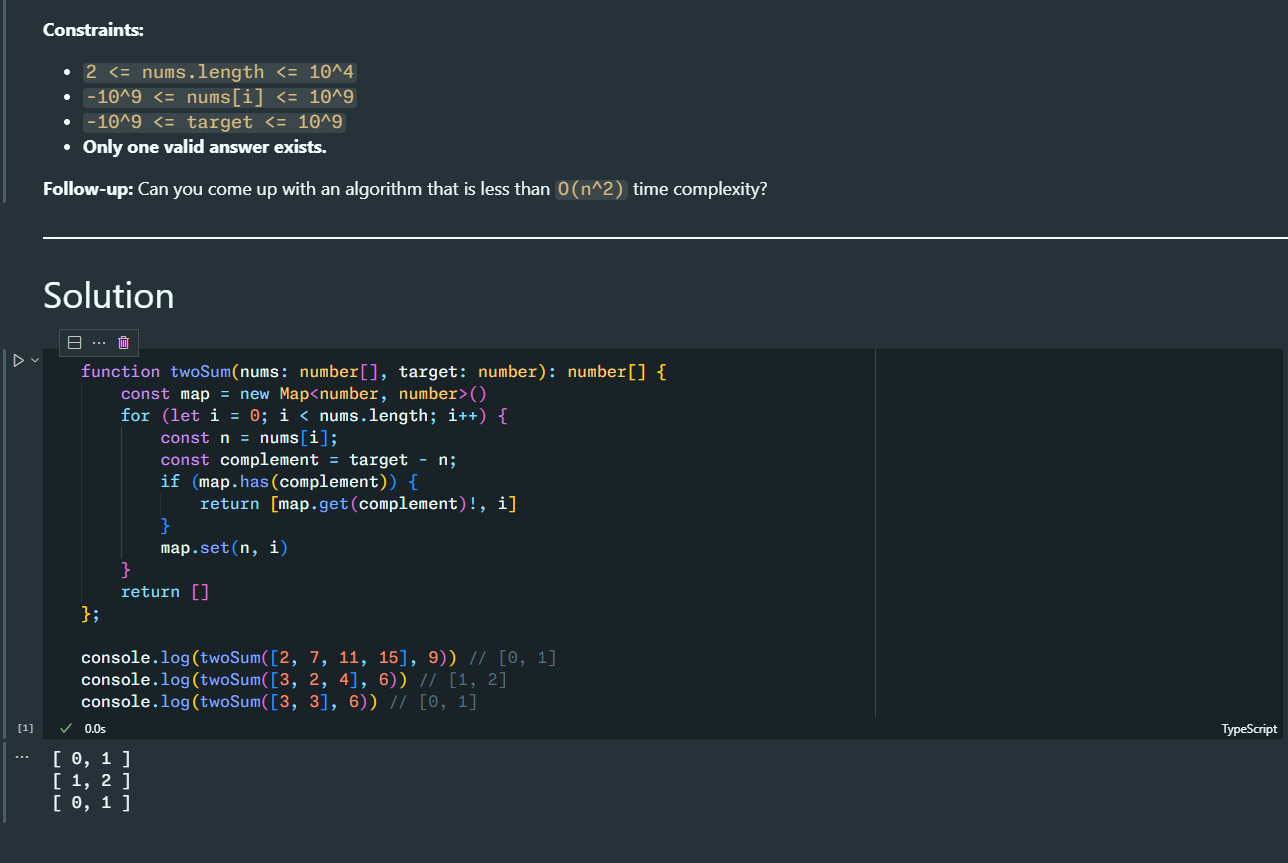 Constraints:
• 2 <= nums.length <= 10^4
• -10^9 <= nums[i] <= 10^9
• -10^9 <= target <= 10^9
• Only one valid answer exists.
Follow-up: Can you come up with an algorithm that is less than O(n^2) time complexity?
Solution
function twoSum(nums: number[], target: number): number[] {
    const map = new Map<number, number>()
    for (let i = 0; i < nums.length; i++) {
        const n = nums[i];
        const complement = target - n;
        if (map.has(complement)) {
            return [map.get(complement)!, i]
        }
        map.set(n, i)
    }
    return []
};
console.log(twoSum([2, 7, 11, 15], 9)) // [0, 1]
console.log(twoSum([3, 2, 4], 6)) // [1, 2]
console.log(twoSum([3, 3], 6)) // [0, 1]
[1] ✓ 0.0s TypeScript
[ 0, 1 ]
[ 1, 2 ]
[ 0, 1 ]